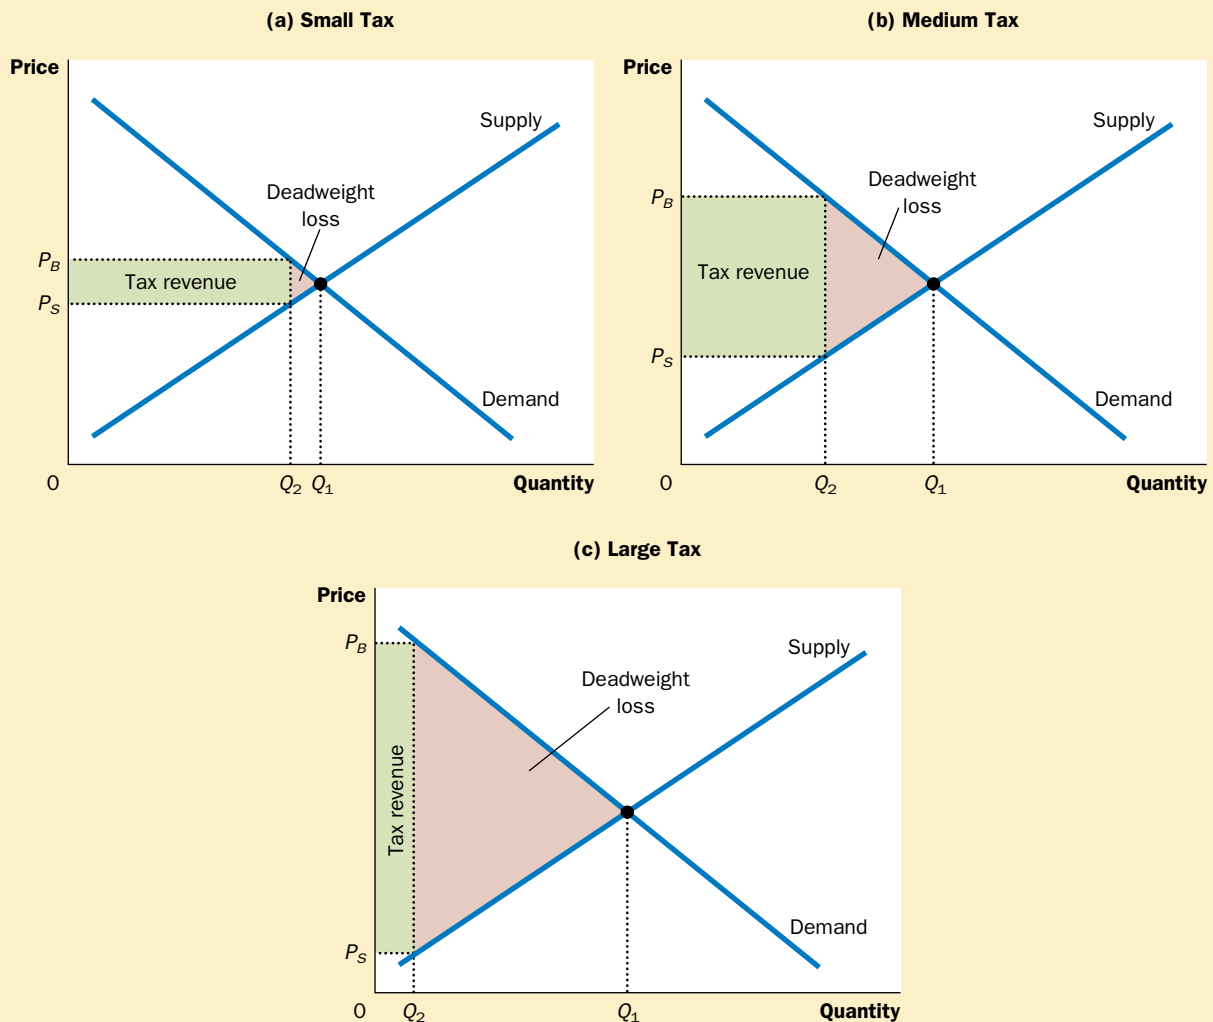 (a) Small Tax
Price
Supply
Deadweight
loss
P_B
Tax revenue
P_S
Demand
0
Q_2 Q_1
Quantity
(b) Medium Tax
Price
Supply
Deadweight
loss
P_B
Tax revenue
P_S
Demand
0
Q_2
Q_1
Quantity
(c) Large Tax
Price
P_B
Supply
Deadweight
loss
Tax revenue
Demand
P_S
0
Q_2
Q_1
Quantity